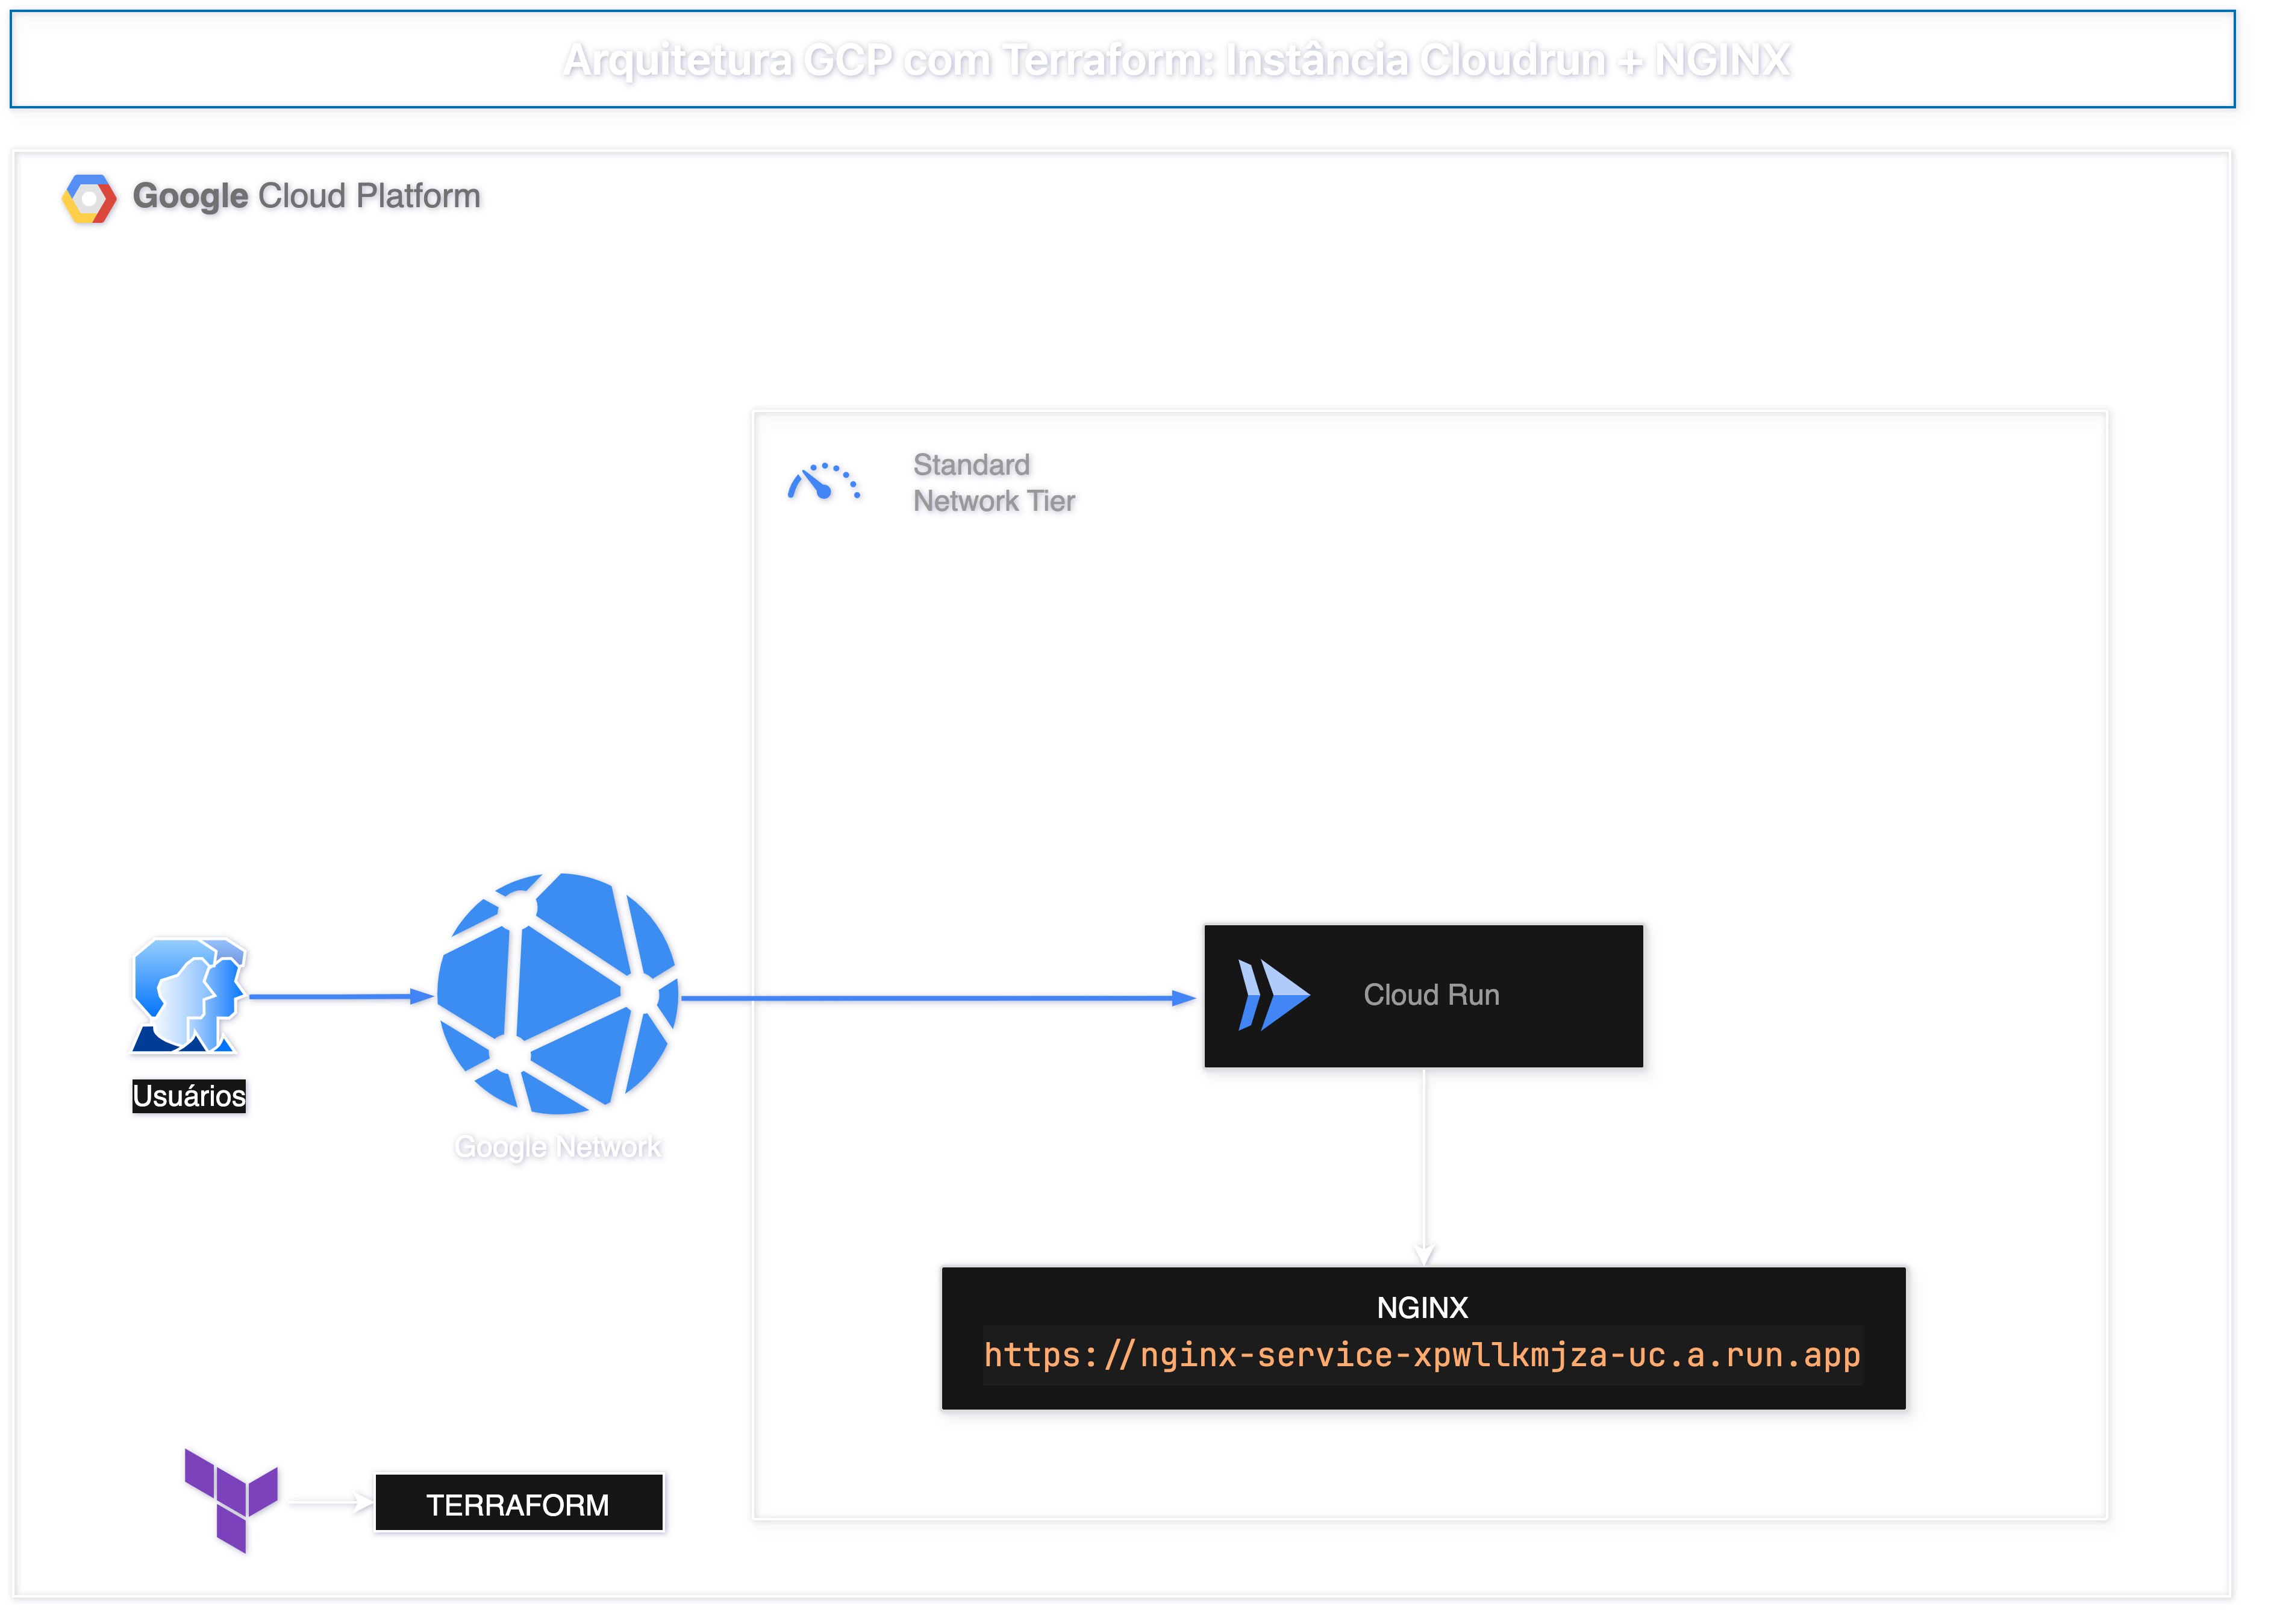 Arquitetura GCP com Terraform: Instância Cloudrun + NGINX
Google Cloud Platform
Standard
Network Tier
Cloud Run
Usuários
Google Network
NGINX
https://nginx-service-xpwllkmjza-uc.a.run.app
TERRAFORM